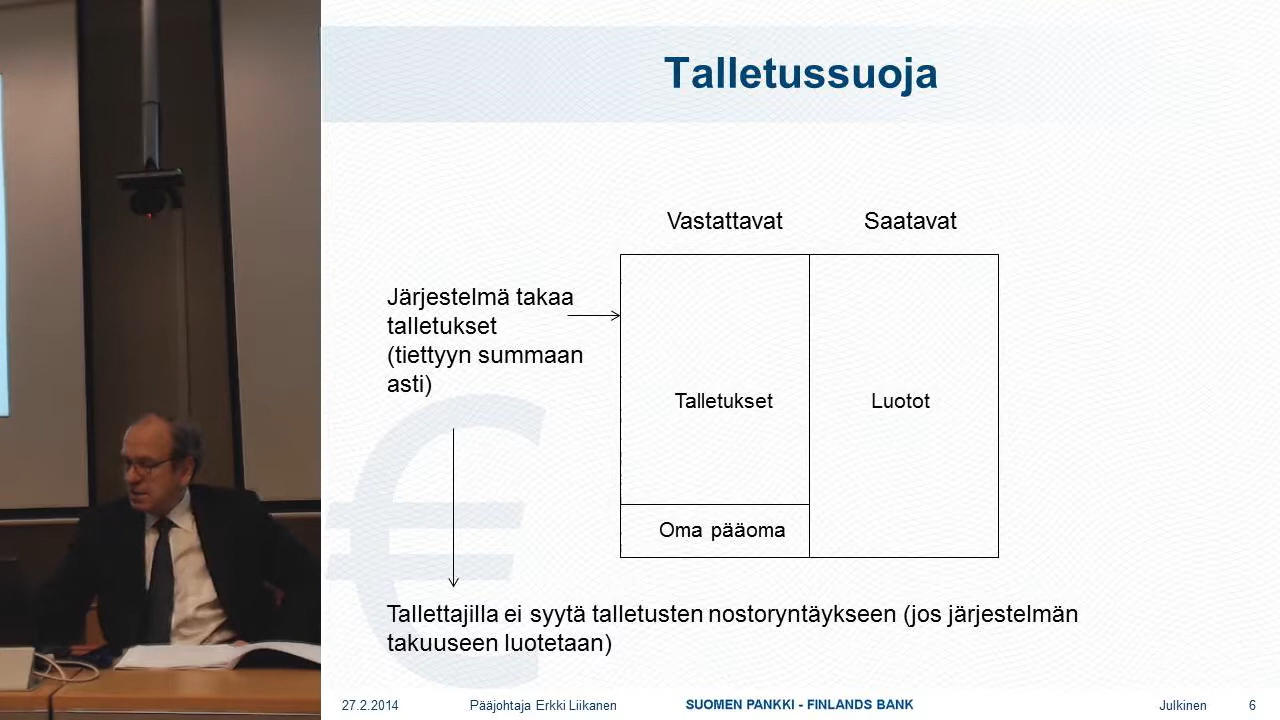 Talletussuoja
Vastattavat
Saatavat
Järjestelmä takaa
talletukset
(tiettyyn summaan
asti)
Talletukset
Luotot
Oma pääoma
Tallettajilla ei syytä talletusten nostoryntäykseen (jos järjestelmän
takuuseen luotetaan)
27.2.2014
Pääjohtaja Erkki Liikanen
SUOMEN PANKKI - FINLANDS BANK
Julkinen
6